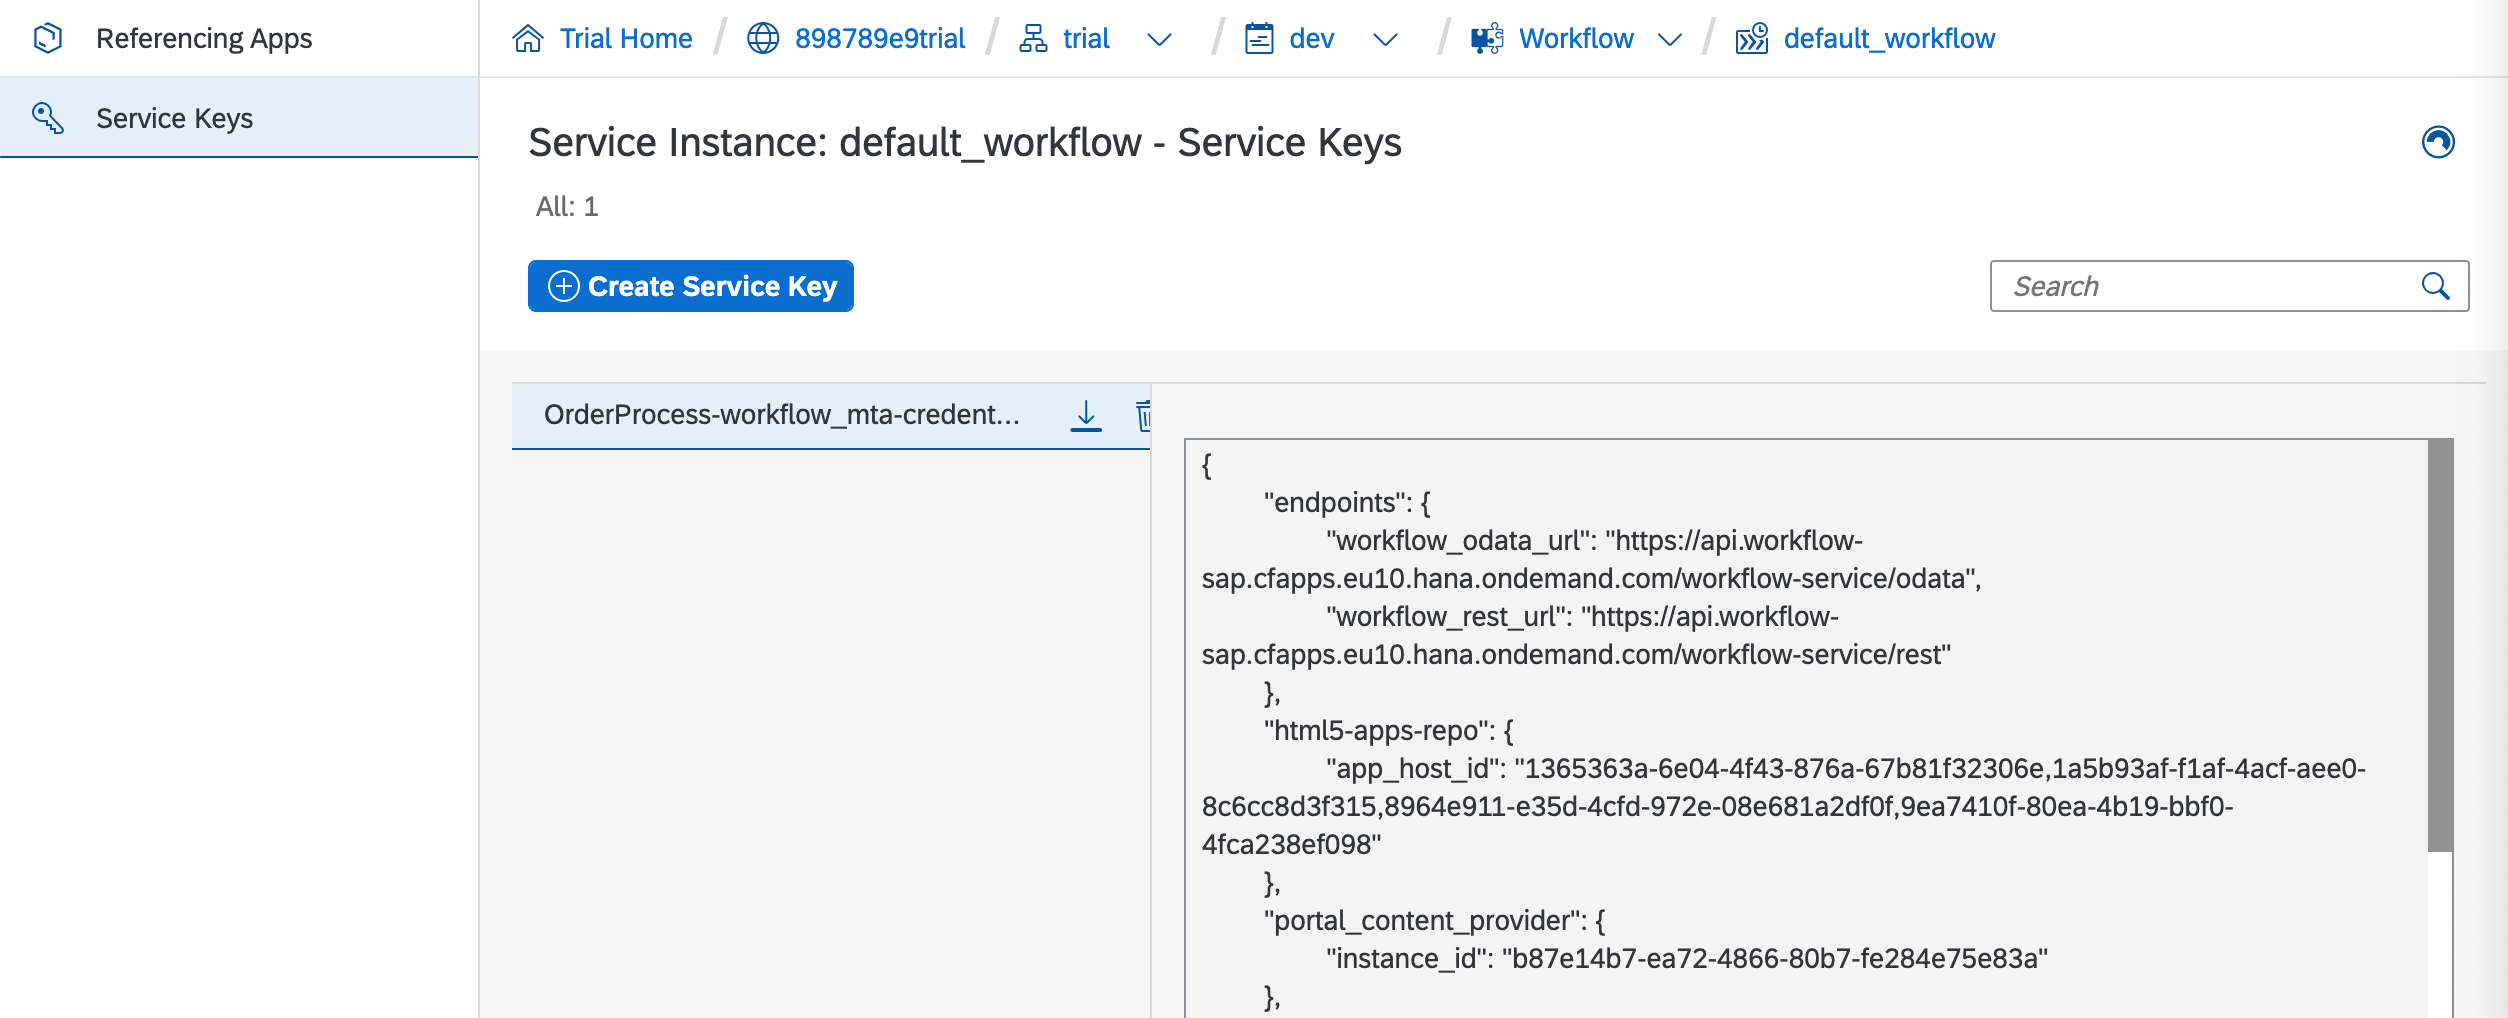 Referencing Apps
Service Keys
Trial Home / 898789e9trial / trial / dev / Workflow / default_workflow
Service Instance: default_workflow - Service Keys
All: 1
Create Service Key
Search
OrderProcess-workflow_mta-credent...
{
"endpoints": {
"workflow_odata_url": "https://api.workflow-
sap.cfapps.eu10.hana.ondemand.com/workflow-service/odata",
"workflow_rest_url": "https://api.workflow-
sap.cfapps.eu10.hana.ondemand.com/workflow-service/rest"
},
"html5-apps-repo": {
"app_host_id": "1365363a-6e04-4f43-876a-67b81f32306e,1a5b93af-f1af-4acf-aee0-
8c6cc8d3f315,8964e911-e35d-4cfd-972e-08e681a2df0f,9ea7410f-80ea-4b19-bbf0-
4fca238ef098"
},
"portal_content_provider": {
"instance_id": "b87e14b7-ea72-4866-80b7-fe284e75e83a"
},